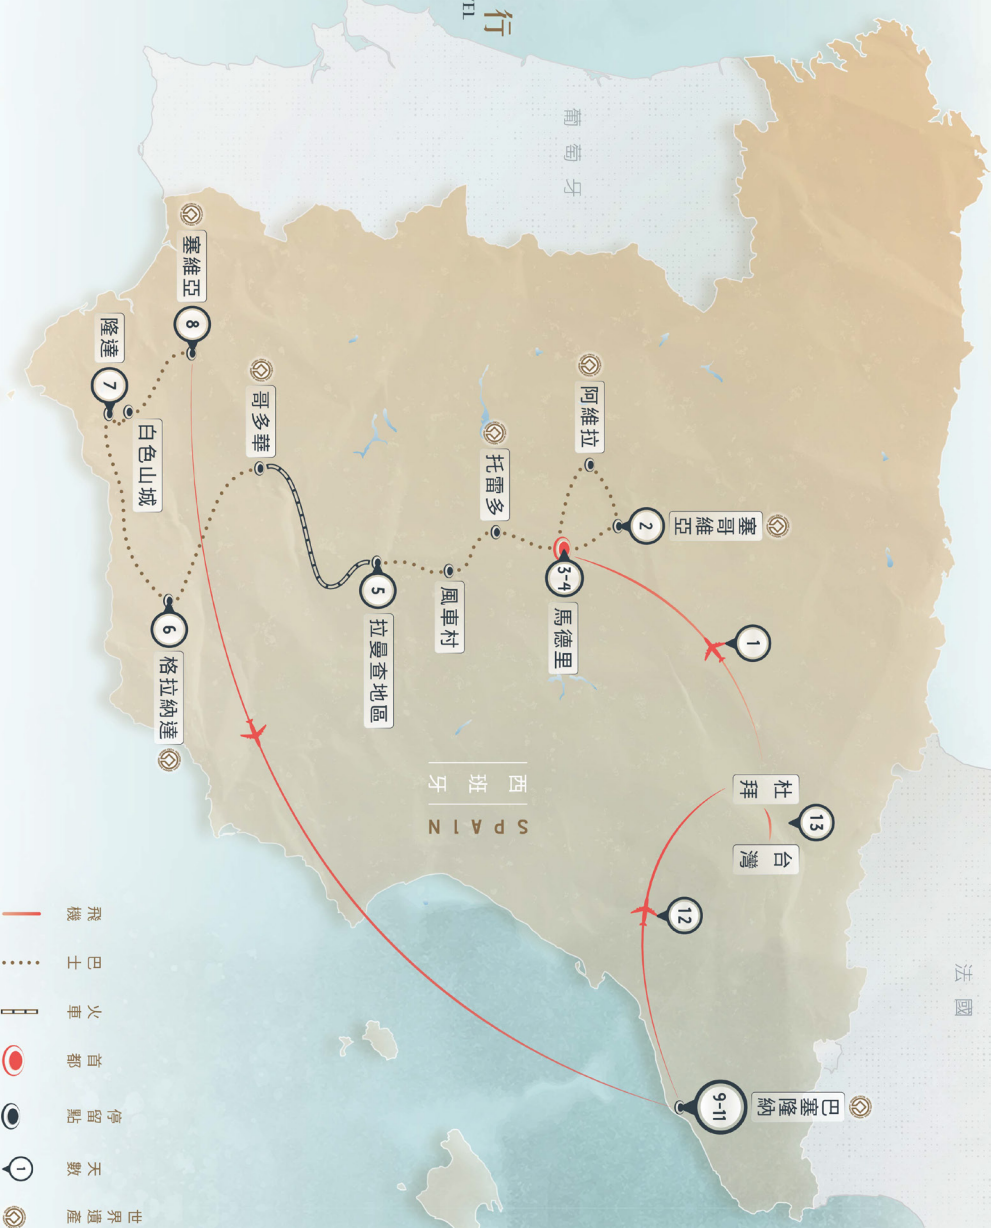 行
TEL
葡萄牙
法國
塞維亞
8
隆達
7
白色山城
哥多華
格拉納達
6
拉曼查地區
5
風車村
托雷多
阿維拉
塞哥維亞
2
馬德里
3-4
1
杜拜
台灣
13
12
巴塞隆納
9-11
西班牙
SPAIN
飛機
巴士
火車
首都
停留點
天數
1
世界遺產